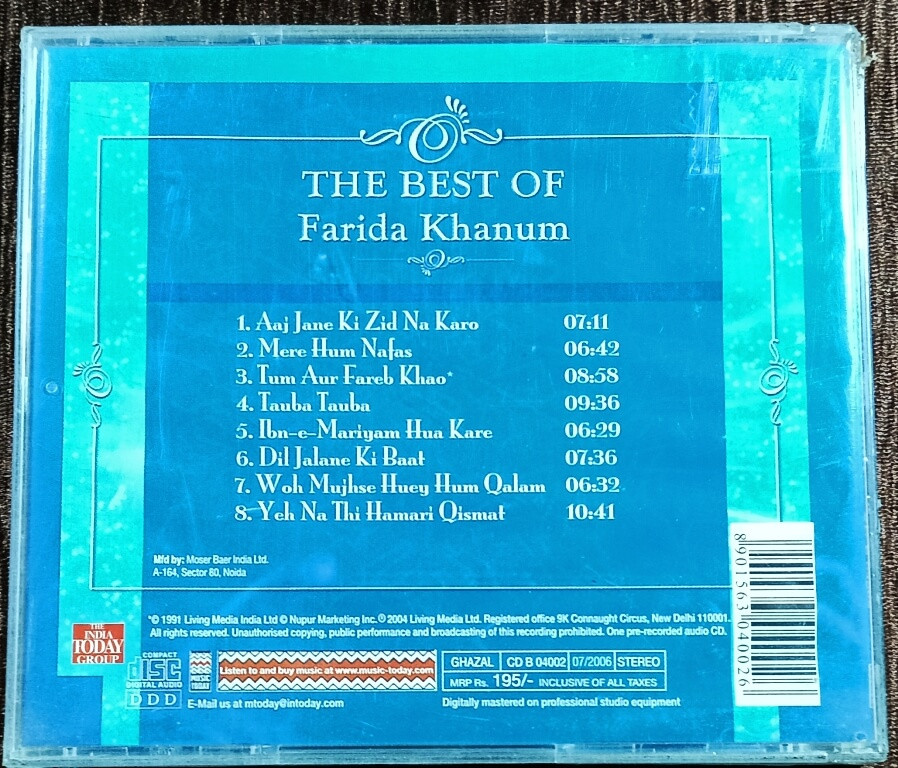 THE BEST OF
Farida Khanum
1. Aaj Jane Ki Zid Na Karo 07:11
2. Mere Hum Nafas 06:42
3. Tum Aur Fareb Khao* 08:58
4. Tauba Tauba 09:36
5. Ibn-e-Mariyam Hua Kare 06:29
6. Dil Jalane Ki Baat 07:36
7. Woh Mujhse Huey Hum Qalam 06:32
8. Yeh Na Thi Hamari Qismat 10:41
Mfd by: Moser Baer India Ltd.
A-164, Sector 80, Noida
*© 1991 Living Media India Ltd © Nupur Marketing Inc. ℗ 2004 Living Media Ltd. Registered office 9K Connaught Circus, New Delhi 110001.
All rights reserved. Unauthorised copying, public performance and broadcasting of this recording prohibited. One pre-recorded audio CD.
THE
INDIA
TODAY
GROUP
COMPACT
disc
DIGITAL AUDIO
DDD
MUSIC
TODAY
Listen to and buy music at www.music-today.com
E-Mail us at mtoday@intoday.com
GHAZAL CD B 04002 07/2006 STEREO
MRP Rs. 195/- INCLUSIVE OF ALL TAXES
Digitally mastered on professional studio equipment
8 901563 040026